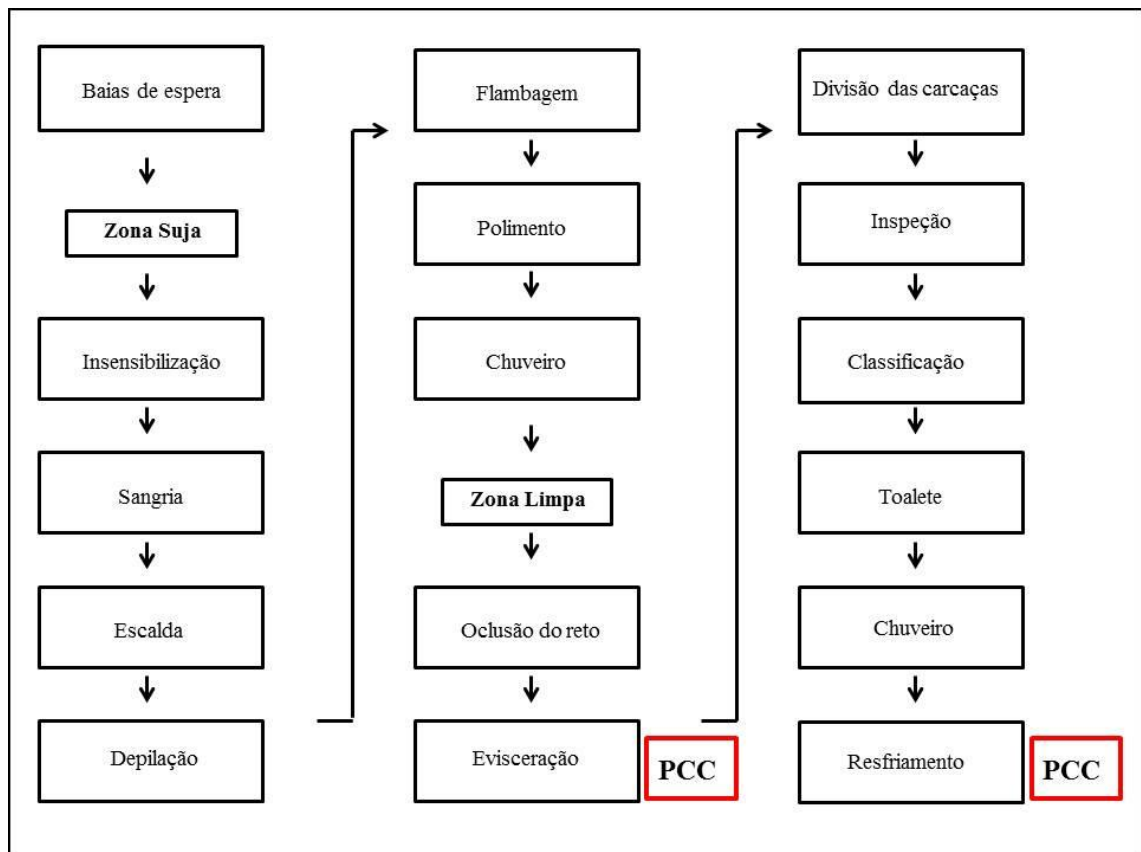 Baias de espera
Zona Suja
Insensibilização
Sangria
Escalda
Depilação
Flambagem
Polimento
Chuveiro
Zona Limpa
Oclusão do reto
Evisceração
PCC
Divisão das carcaças
Inspeção
Classificação
Toalete
Chuveiro
Resfriamento
PCC